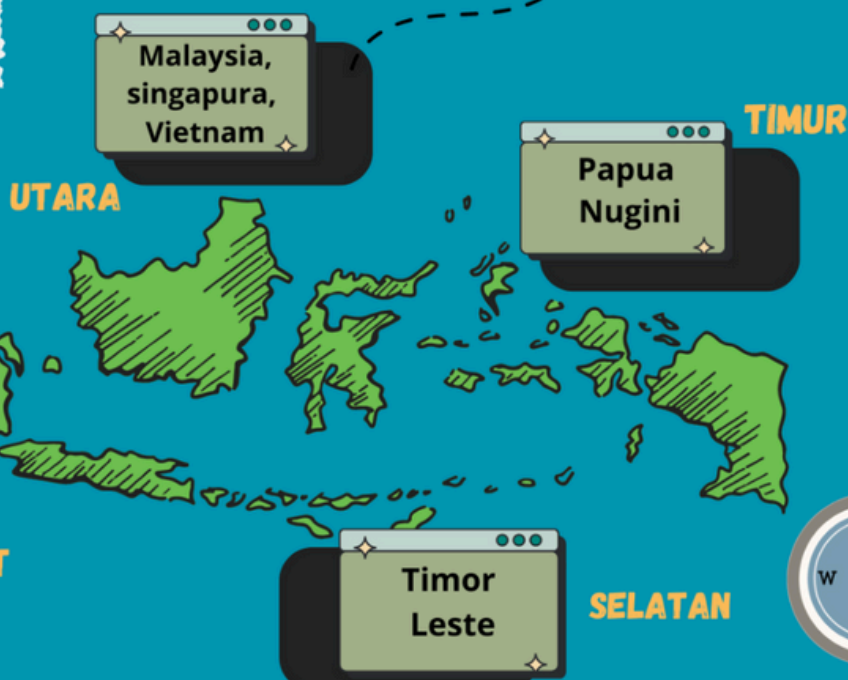 Malaysia,
singapura,
Vietnam
TIMUR
Papua
Nugini
UTARA
Timor
Leste
SELATAN
W